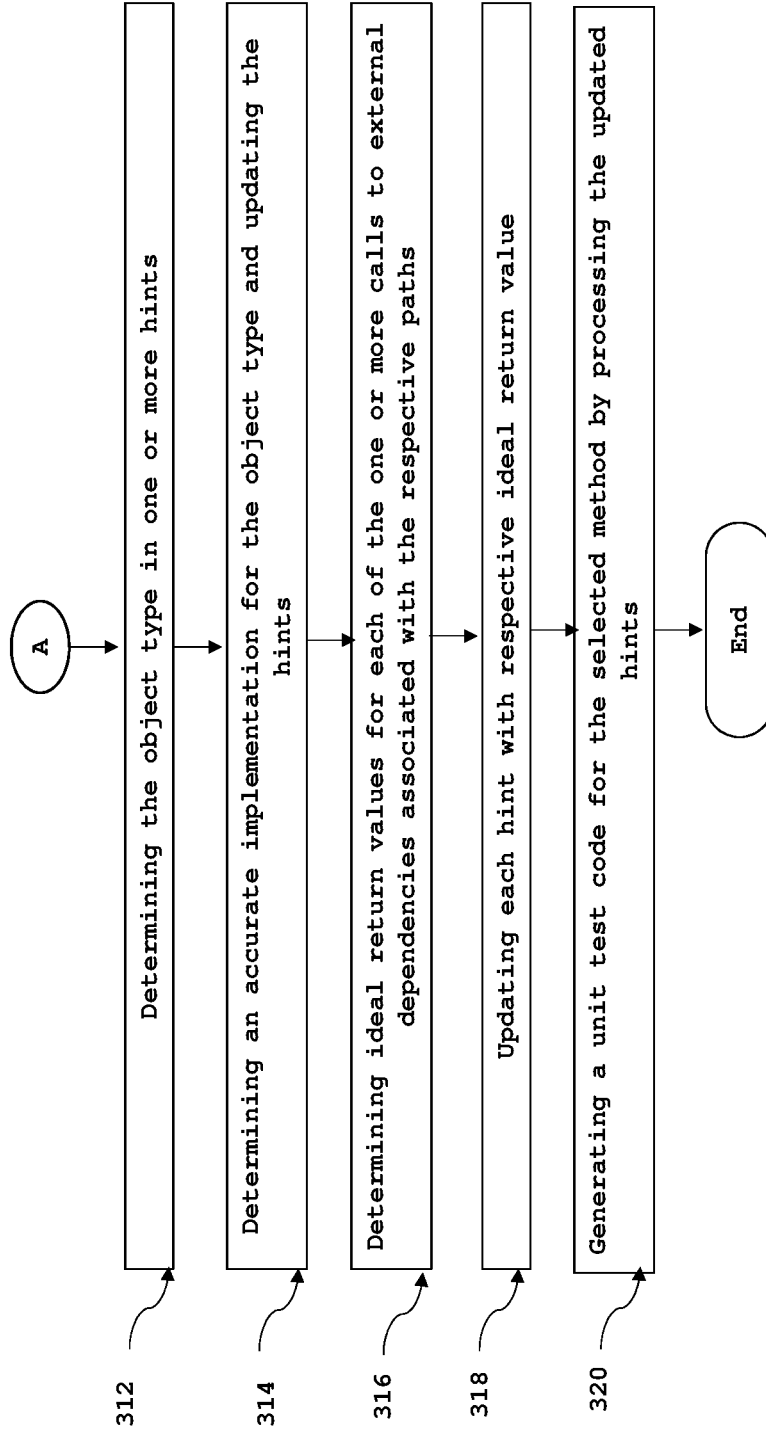 A
312
Determining the object type in one or more hints
314
Determining an accurate implementation for the object type and updating the
hints
316
Determining ideal return values for each of the one or more calls to external
dependencies associated with the respective paths
318
Updating each hint with respective ideal return value
320
Generating a unit test code for the selected method by processing the updated
hints
End